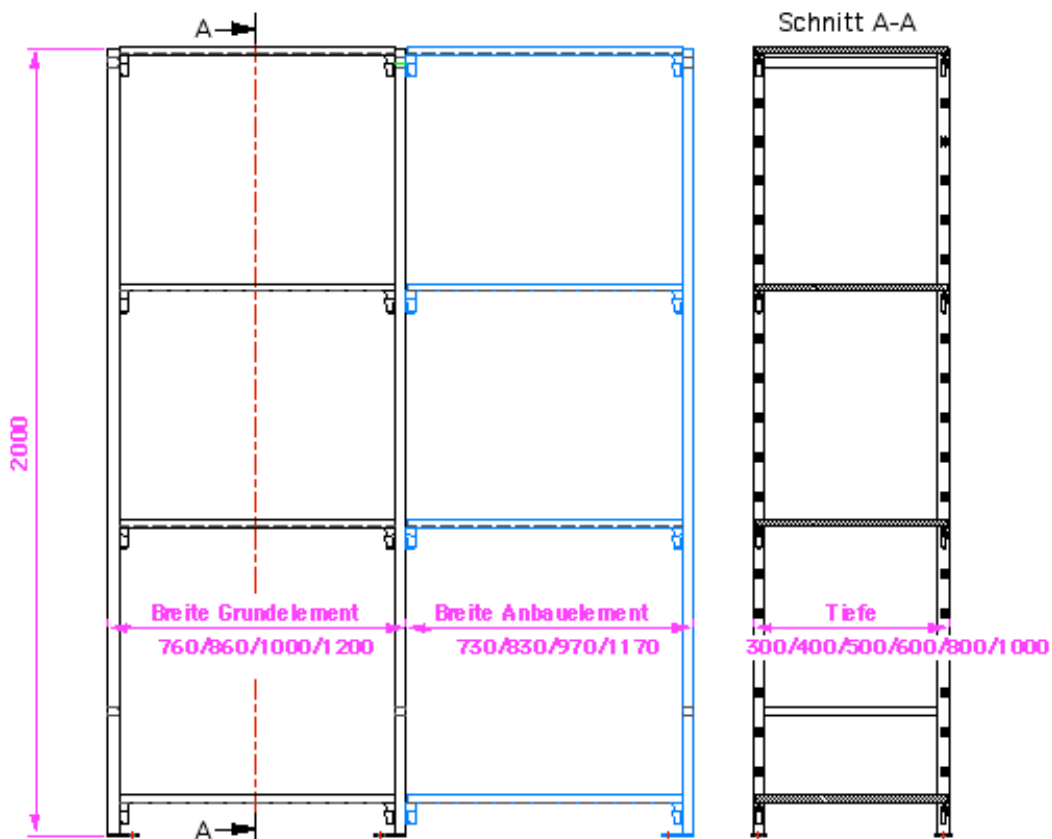 A
Schnitt A-A
2000
Breite Grundelement
760/860/1000/1200
Breite Anbauelement
730/830/970/1170
Tiefe
300/400/500/600/800/1000
A